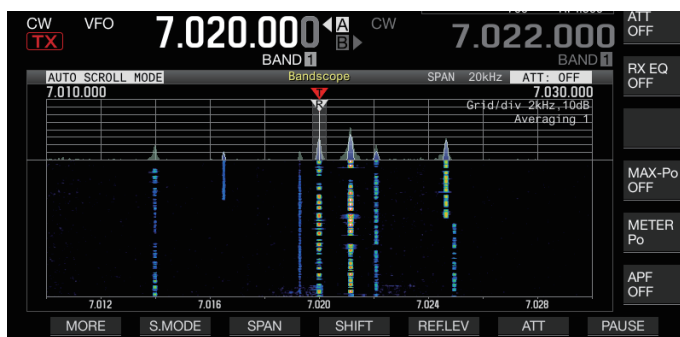 CW VFO 7.020.000 A CW ATT
TX B 7.022.000 OFF
BAND 1 BAND 1
AUTO SCROLL MODE Bandscope SPAN 20kHz ATT: OFF RX EQ
7.010.000 T 7.030.000 OFF
R Grid/div 2kHz,10dB
Averaging 1
MAX-Po
OFF
METER
Po
APF
OFF
7.012 7.016 7.020 7.024 7.028
MORE S.MODE SPAN SHIFT REF.LEV ATT PAUSE